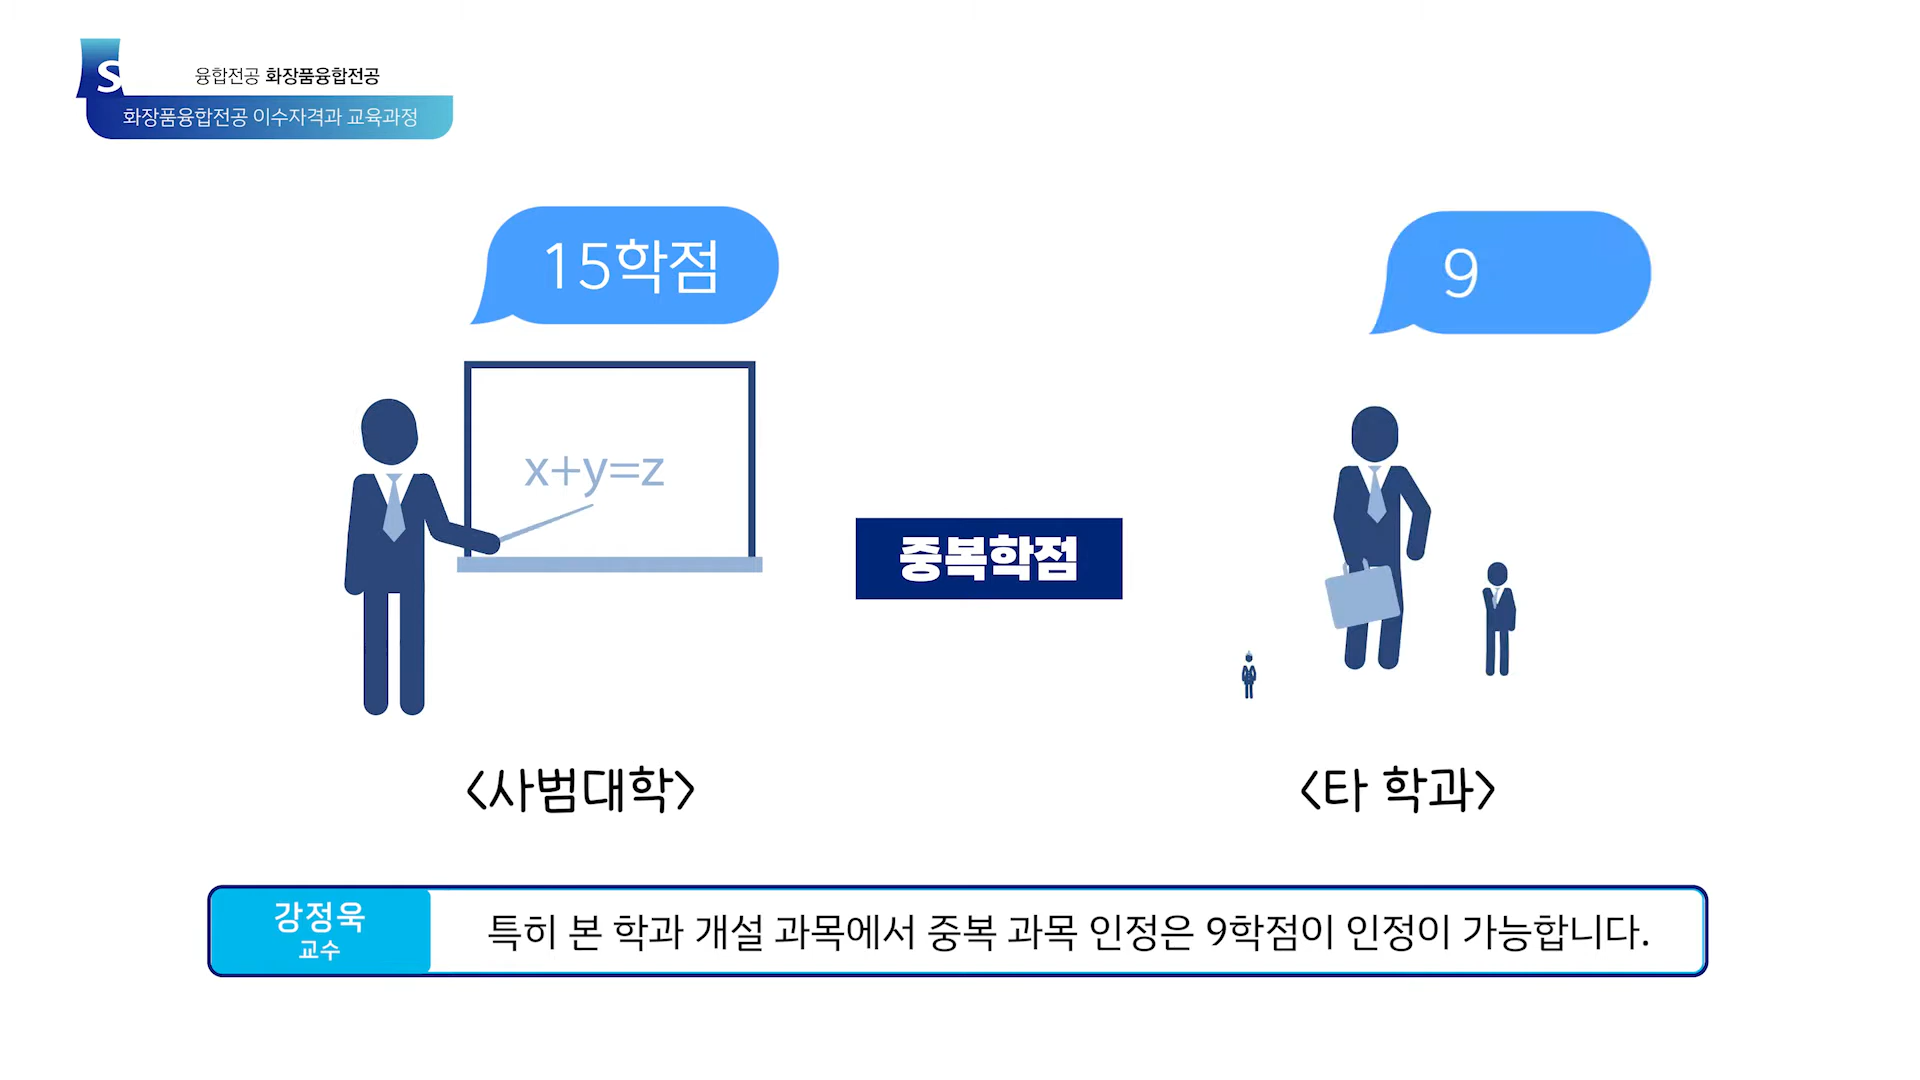 S
융합전공 화장품융합전공
화장품융합전공 이수자격과 교육과정
15학점
9
x+y=z
중복학점
<사범대학>
<타 학과>
강정욱
교수
특히 본 학과 개설 과목에서 중복 과목 인정은 9학점이 인정이 가능합니다.